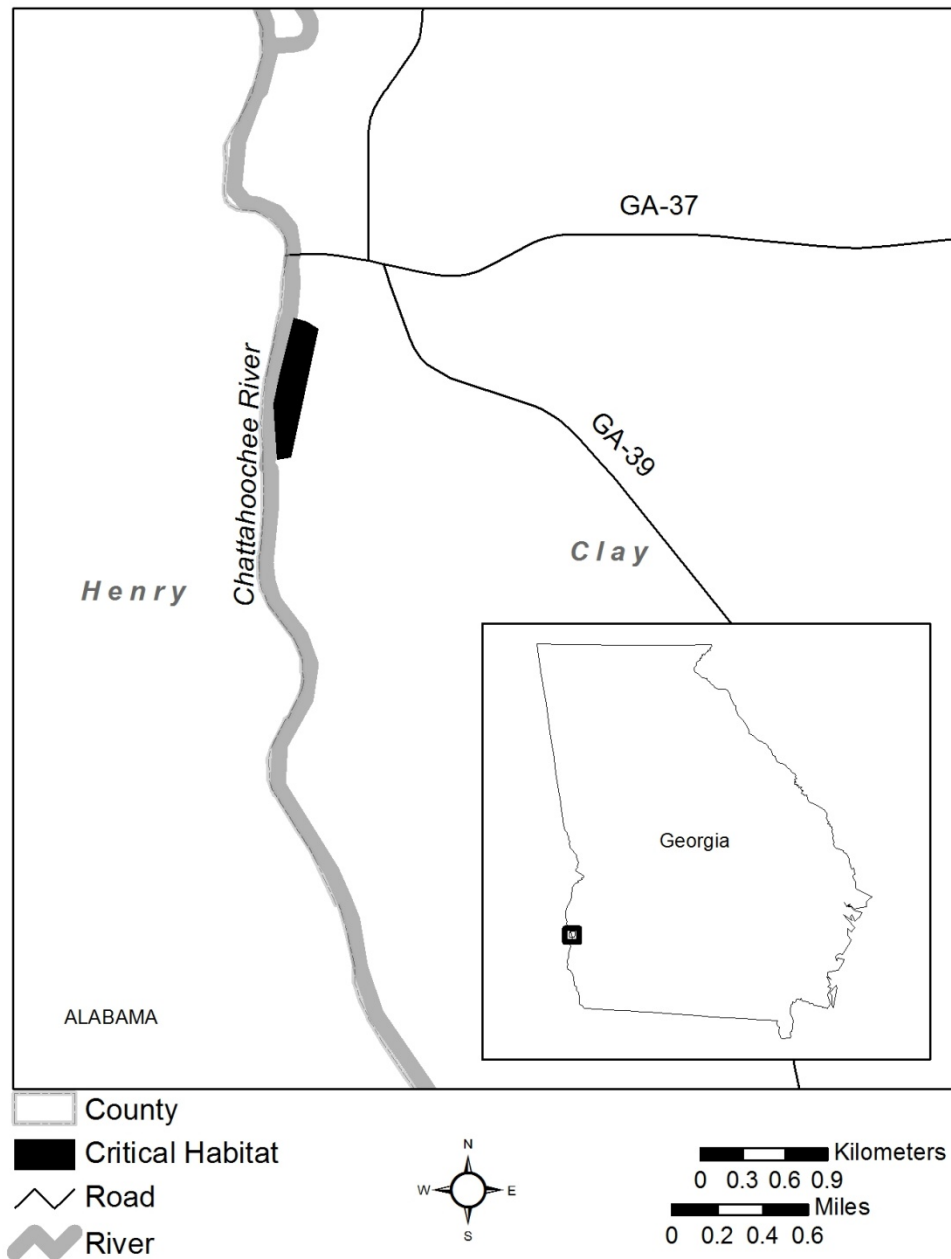 GA-37
Chattahoochee River
GA-39
Clay
Henry
Georgia
ALABAMA
County
Critical Habitat
Road
River
N
W
E
S
Kilometers
0 0.3 0.6 0.9
Miles
0 0.2 0.4 0.6